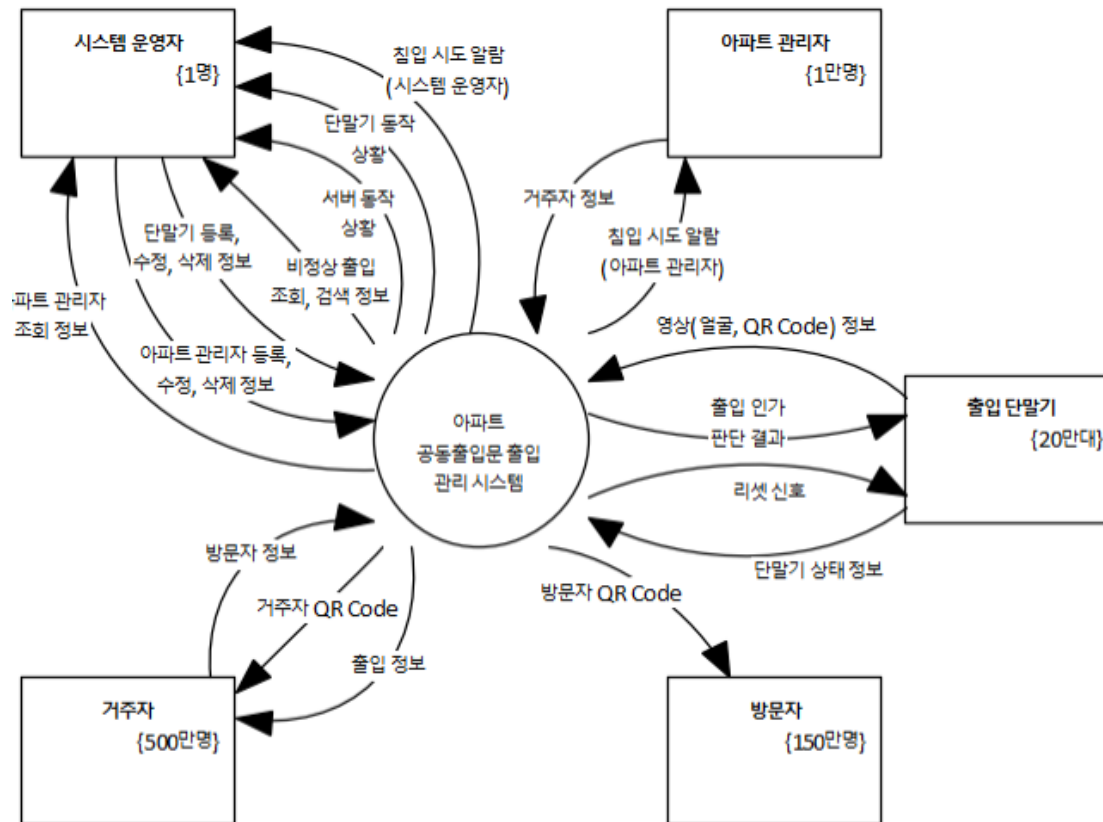 시스템 운영자
{1명}
침입 시도 알람
(시스템 운영자)
아파트 관리자
{1만명}
단말기 동작
상황
서버 동작
상황
거주자 정보
침입 시도 알람
(아파트 관리자)
단말기 등록,
수정, 삭제 정보
비정상 출입
조회, 검색 정보
파트 관리자
조회 정보
아파트 관리자 등록,
수정, 삭제 정보
영상(얼굴, QR Code) 정보
아파트
공동출입문 출입
관리 시스템
출입 인가
판단 결과
출입 단말기
{20만대}
리셋 신호
단말기 상태 정보
방문자 정보
거주자 QR Code
출입 정보
방문자 QR Code
거주자
{500만명}
방문자
{150만명}